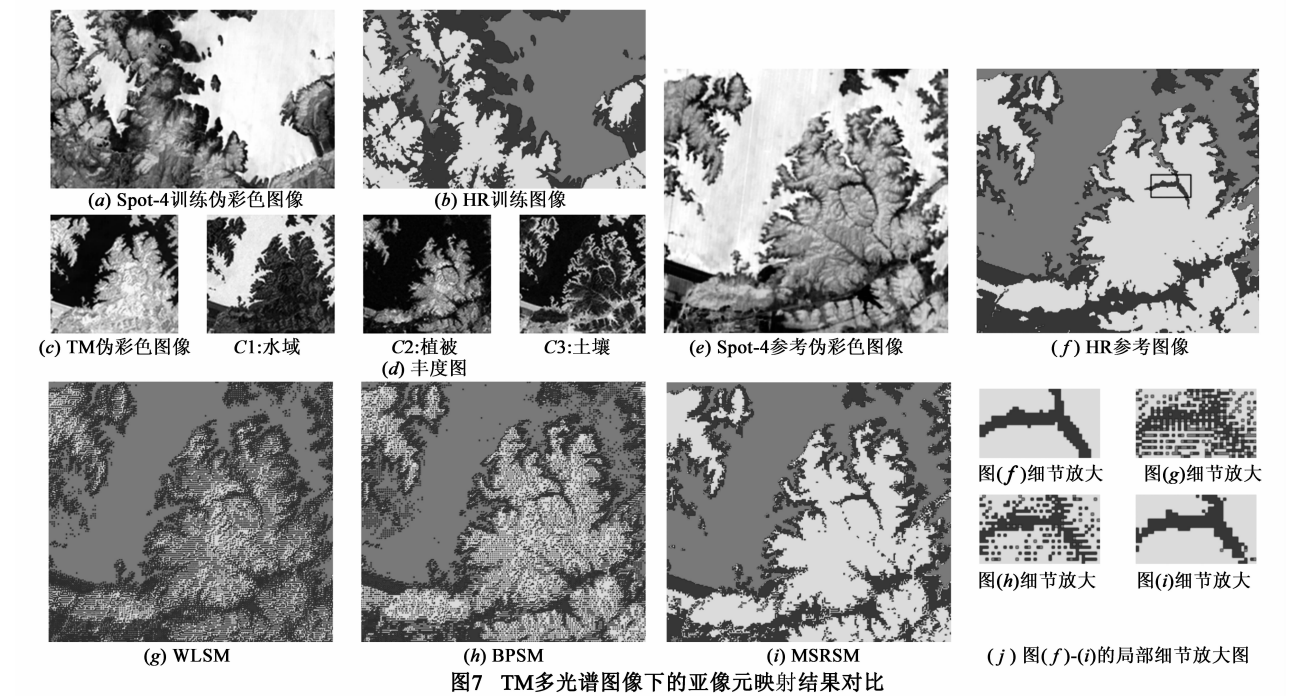 (a) Spot-4训练伪彩色图像
(b) HR训练图像
(c) TM伪彩色图像
C1:水域
C2:植被
C3:土壤
(d) 丰度图
(e) Spot-4参考伪彩色图像
(f) HR参考图像
图(f)细节放大
图(g)细节放大
图(h)细节放大
图(i)细节放大
(g) WLSM
(h) BPSM
(i) MSRSM
(j) 图(f)-(i)的局部细节放大图
图7 TM多光谱图像下的亚像元映射结果对比